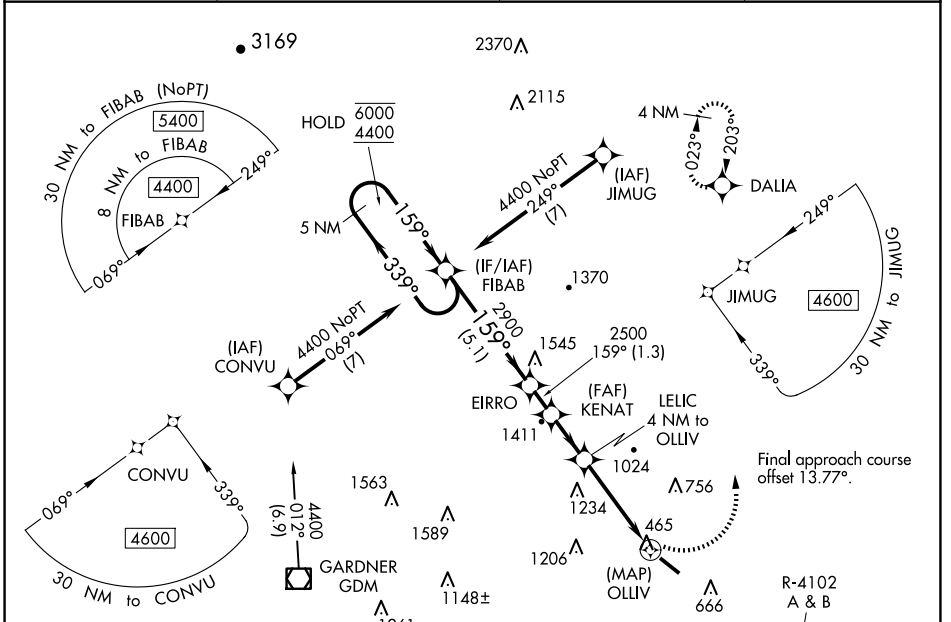 3169
2370
2115
30 NM to FIBAB (NoPT)
5400
8 NM to FIBAB
4400
FIBAB
069°
249°
HOLD
6000
4400
5 NM
159°
339°
(IAF)
JIMUG
4400 NoPT
249°
(7)
4 NM
023°
203°
DALIA
(IF/IAF)
FIBAB
1370
249°
JIMUG
4600
30 NM to JIMUG
339°
2900
159°
(5.1)
2500
159° (1.3)
1545
4400 NoPT
069°
(7)
(IAF)
CONVU
EIRRO
(FAF)
KENAT
LELIC
4 NM to
OLLIV
1411
1024
Final approach course
offset 13.77°.
CONVU
069°
339°
4600
30 NM to CONVU
1563
1589
4400
012°
(6.9)
1234
756
465
1206
(MAP)
OLLIV
GARDNER
GDM
1148±
666
R-4102
A & B